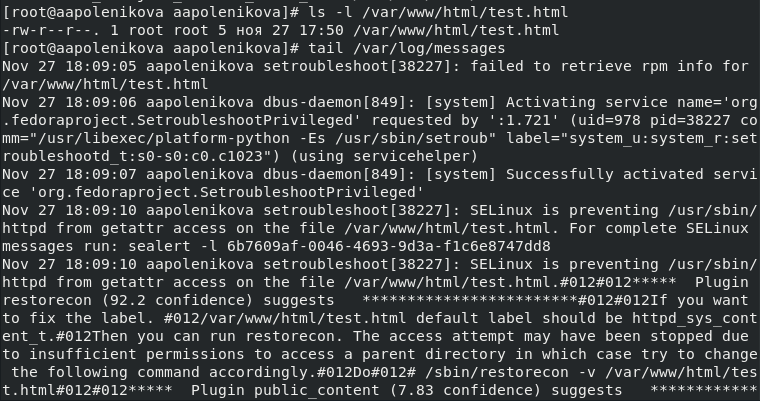 [root@aapolenikova aapolenikova]# ls -l /var/www/html/test.html
-rw-r--r--. 1 root root 5 ноя 27 17:50 /var/www/html/test.html
[root@aapolenikova aapolenikova]# tail /var/log/messages
Nov 27 18:09:05 aapolenikova setroubleshoot[38227]: failed to retrieve rpm info for
/var/www/html/test.html
Nov 27 18:09:06 aapolenikova dbus-daemon[849]: [system] Activating service name='org
.fedoraproject.SetroubleshootPrivileged' requested by ':1.721' (uid=978 pid=38227 co
mm="/usr/libexec/platform-python -Es /usr/sbin/setroub" label="system_u:system_r:set
roubleshootd_t:s0-s0:c0.c1023") (using servicehelper)
Nov 27 18:09:07 aapolenikova dbus-daemon[849]: [system] Successfully activated servi
ce 'org.fedoraproject.SetroubleshootPrivileged'
Nov 27 18:09:10 aapolenikova setroubleshoot[38227]: SELinux is preventing /usr/sbin/
httpd from getattr access on the file /var/www/html/test.html. For complete SELinux
messages run: sealert -l 6b7609af-0046-4693-9d3a-f1c6e8747dd8
Nov 27 18:09:10 aapolenikova setroubleshoot[38227]: SELinux is preventing /usr/sbin/
httpd from getattr access on the file /var/www/html/test.html.#012#012*****  Plugin
restorecon (92.2 confidence) suggests   ************************#012#012If you want
to fix the label. #012/var/www/html/test.html default label should be httpd_sys_cont
ent_t.#012Then you can run restorecon. The access attempt may have been stopped due
to insufficient permissions to access a parent directory in which case try to change
 the following command accordingly.#012Do#012# /sbin/restorecon -v /var/www/html/tes
t.html#012#012*****  Plugin public_content (7.83 confidence) suggests   ************